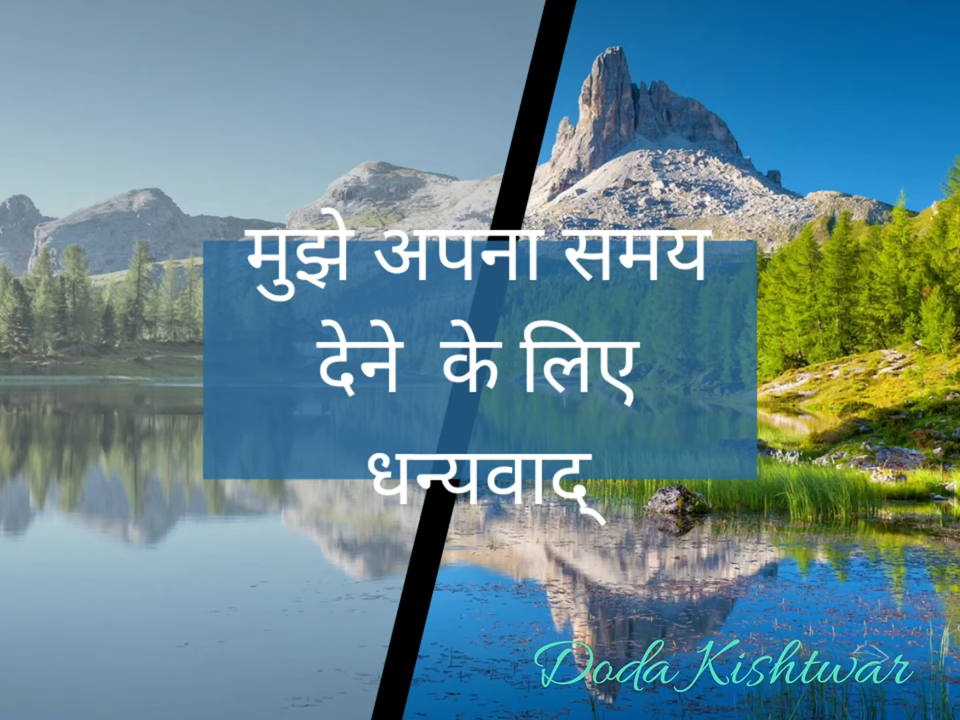 मुझे अपना समय
देने के लिए
धन्यवाद्
Doda Kishtwar